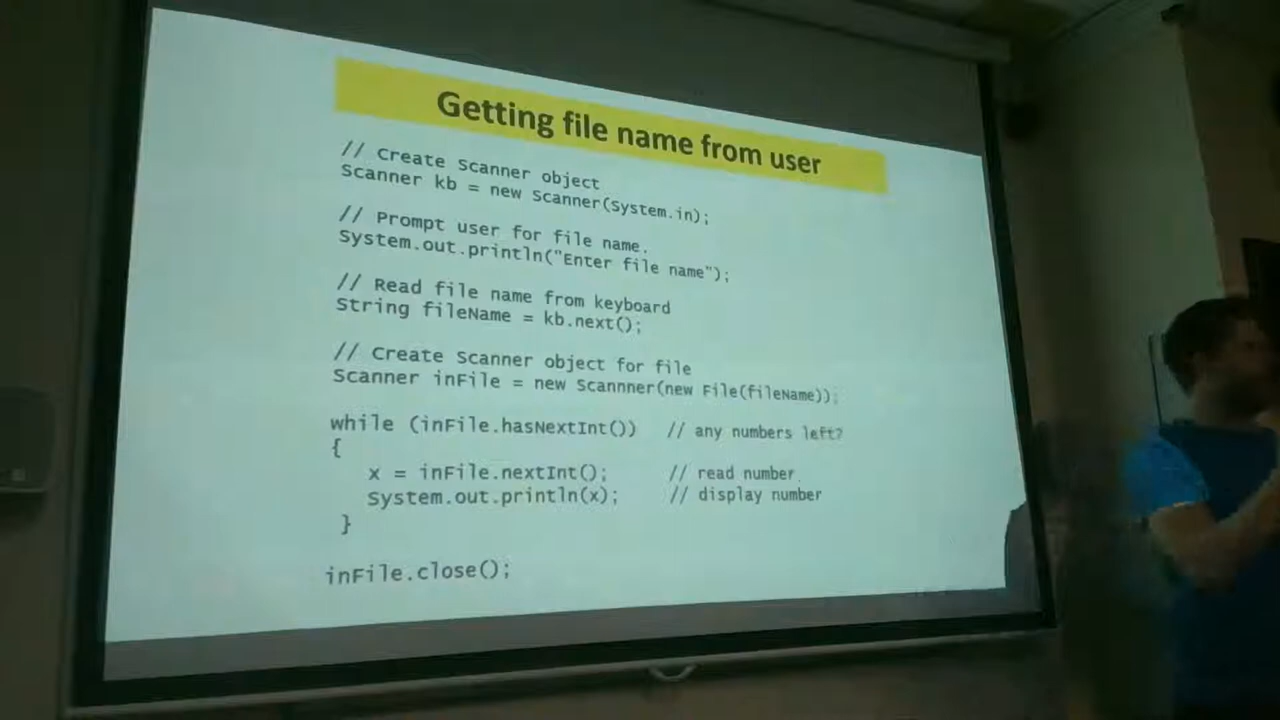 Getting file name from user
// Create Scanner object
Scanner kb = new Scanner(System.in);
// Prompt user for file name.
System.out.println("Enter file name");
// Read file name from keyboard
String fileName = kb.next();
// Create Scanner object for file
Scanner inFile = new Scannner(new File(fileName));
while (inFile.hasNextInt()) // any numbers left?
{
x = inFile.nextInt(); // read number
System.out.println(x); // display number
}
inFile.close();